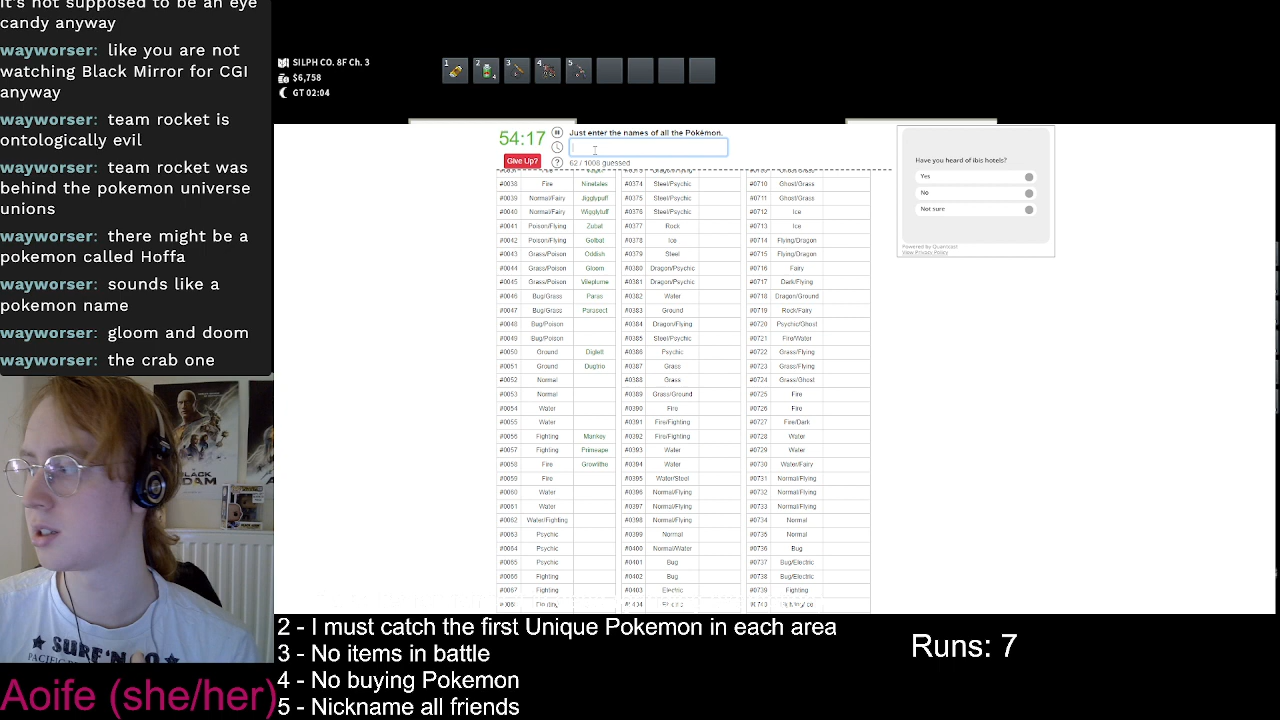 it's not supposed to be an eye
candy anyway
wayworser: like you are not
watching Black Mirror for CGI
anyway
wayworser: team rocket is
ontologically evil
wayworser: team rocket was
behind the pokemon universe
unions
wayworser: there might be a
pokemon called Hoffa
wayworser: sounds like a
pokemon name
wayworser: gloom and doom
wayworser: the crab one
SILPH CO. 8F Ch. 3
$6,758
GT 02:04
1 2 3 4 5
4
54:17
Just enter the names of all the Pokémon.
Give Up?
62 / 1008 guessed
#0038 Fire Ninetales #0374 Steel/Psychic #0710 Ghost/Grass
#0039 Normal/Fairy Jigglypuff #0375 Steel/Psychic #0711 Ghost/Grass
#0040 Normal/Fairy Wigglytuff #0376 Steel/Psychic #0712 Ice
#0041 Poison/Flying Zubat #0377 Rock #0713 Ice
#0042 Poison/Flying Golbat #0378 Ice #0714 Flying/Dragon
#0043 Grass/Poison Oddish #0379 Steel #0715 Flying/Dragon
#0044 Grass/Poison Gloom #0380 Dragon/Psychic #0716 Fairy
#0045 Grass/Poison Vileplume #0381 Dragon/Psychic #0717 Dark/Flying
#0046 Bug/Grass Paras #0382 Water #0718 Dragon/Ground
#0047 Bug/Grass Parasect #0383 Ground #0719 Rock/Fairy
#0048 Bug/Poison #0384 Dragon/Flying #0720 Psychic/Ghost
#0049 Bug/Poison #0385 Steel/Psychic #0721 Fire/Water
#0050 Ground Diglett #0386 Psychic #0722 Grass/Flying
#0051 Ground Dugtrio #0387 Grass #0723 Grass/Flying
#0052 Normal #0388 Grass #0724 Grass/Ghost
#0053 Normal #0389 Grass/Ground #0725 Fire
#0054 Water #0390 Fire #0726 Fire
#0055 Water #0391 Fire/Fighting #0727 Fire/Dark
#0056 Fighting Mankey #0392 Fire/Fighting #0728 Water
#0057 Fighting Primeape #0393 Water #0729 Water
#0058 Fire Growlithe #0394 Water #0730 Water/Fairy
#0059 Fire #0395 Water/Steel #0731 Normal/Flying
#0060 Water #0396 Normal/Flying #0732 Normal/Flying
#0061 Water #0397 Normal/Flying #0733 Normal/Flying
#0062 Water/Fighting #0398 Normal/Flying #0734 Normal
#0063 Psychic #0399 Normal #0735 Normal
#0064 Psychic #0400 Normal/Water #0736 Bug
#0065 Psychic #0401 Bug #0737 Bug/Electric
#0066 Fighting #0402 Bug #0738 Bug/Electric
#0067 Fighting #0403 Electric #0739 Fighting
Have you heard of ibis hotels?
Yes
No
Not sure
Powered by Quantcast
View Privacy Policy
BLACK
ADAM
SURF'N
PACIFIC
2 - I must catch the first Unique Pokemon in each area
3 - No items in battle
4 - No buying Pokemon
5 - Nickname all friends
Runs: 7
Aoife (she/her)